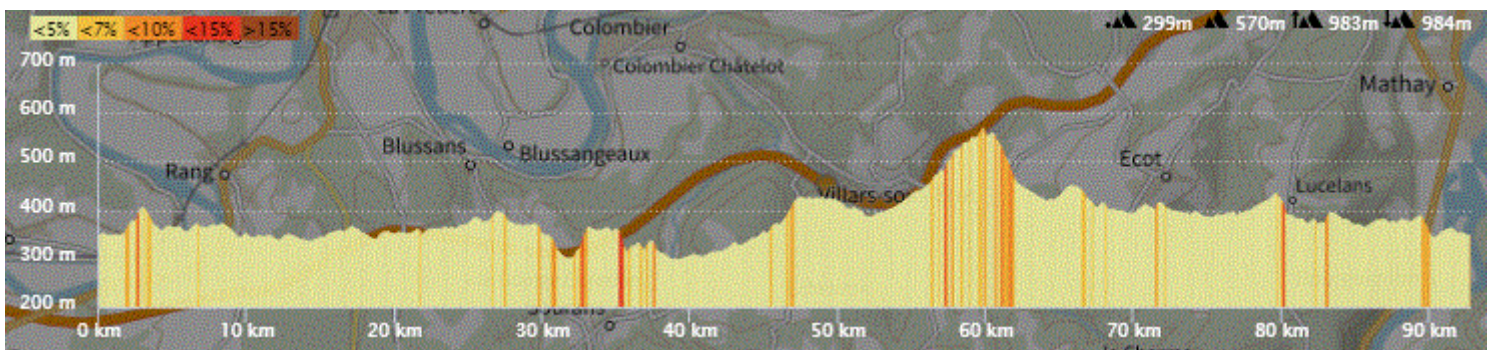 <5% <7% <10% <15% >15%
299m 570m 983m 984m
Colombier
Colombier Châtelot
700 m
Mathay
600 m
Blussans
Blussangeaux
500 m
Rang
Écot
Lucelans
Villars-so
400 m
300 m
200 m
0 km 10 km 20 km 30 km 40 km 50 km 60 km 70 km 80 km 90 km